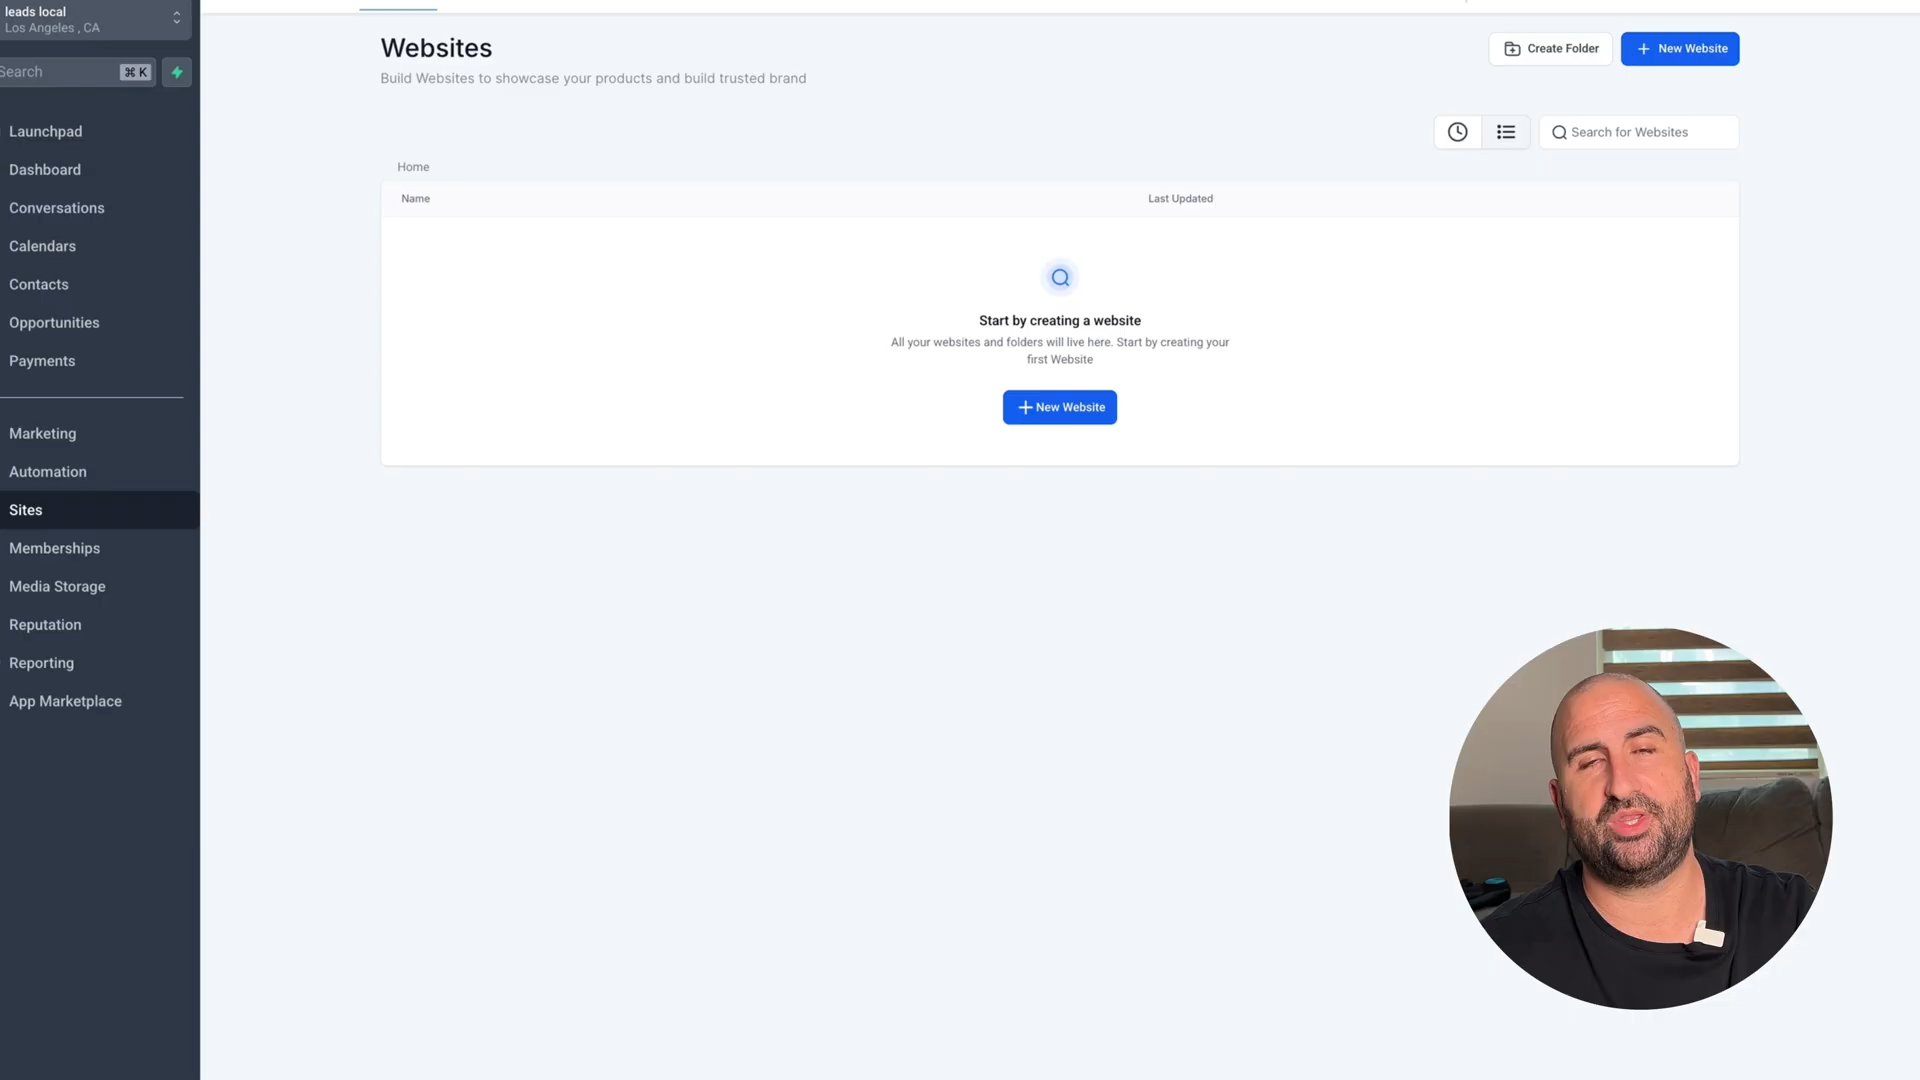 leads local
Los Angeles , CA
Search
⌘ K
Launchpad
Dashboard
Conversations
Calendars
Contacts
Opportunities
Payments
Marketing
Automation
Sites
Memberships
Media Storage
Reputation
Reporting
App Marketplace
Websites
Build Websites to showcase your products and build trusted brand
Create Folder
New Website
Search for Websites
Home
Name
Last Updated
Start by creating a website
All your websites and folders will live here. Start by creating your
first Website
New Website